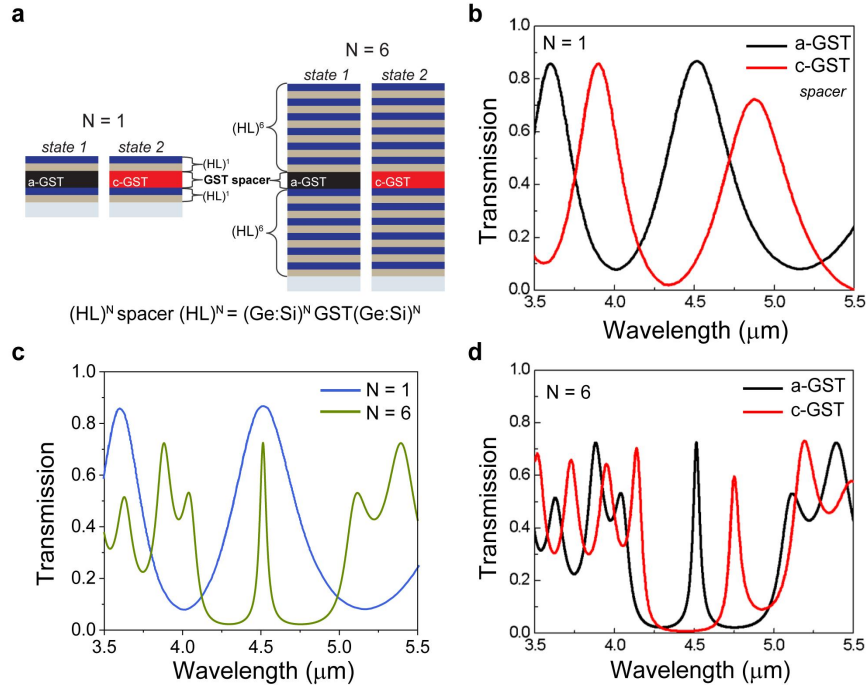 a
N = 6
state 1 state 2
N = 1
state 1 state 2
(HL)⁶
(HL)¹
a-GST c-GST GST spacer a-GST c-GST
(HL)¹
(HL)⁶
(HL)ᴺ spacer (HL)ᴺ = (Ge:Si)ᴺ GST(Ge:Si)ᴺ
b
N = 1
a-GST
c-GST
spacer
Transmission
1.0
0.8
0.6
0.4
0.2
0.0
3.5 4.0 4.5 5.0 5.5
Wavelength (μm)
c
N = 1
N = 6
Transmission
1.0
0.8
0.6
0.4
0.2
0.0
3.5 4.0 4.5 5.0 5.5
Wavelength (μm)
d
N = 6
a-GST
c-GST
Transmission
1.0
0.8
0.6
0.4
0.2
0.0
3.5 4.0 4.5 5.0 5.5
Wavelength (μm)